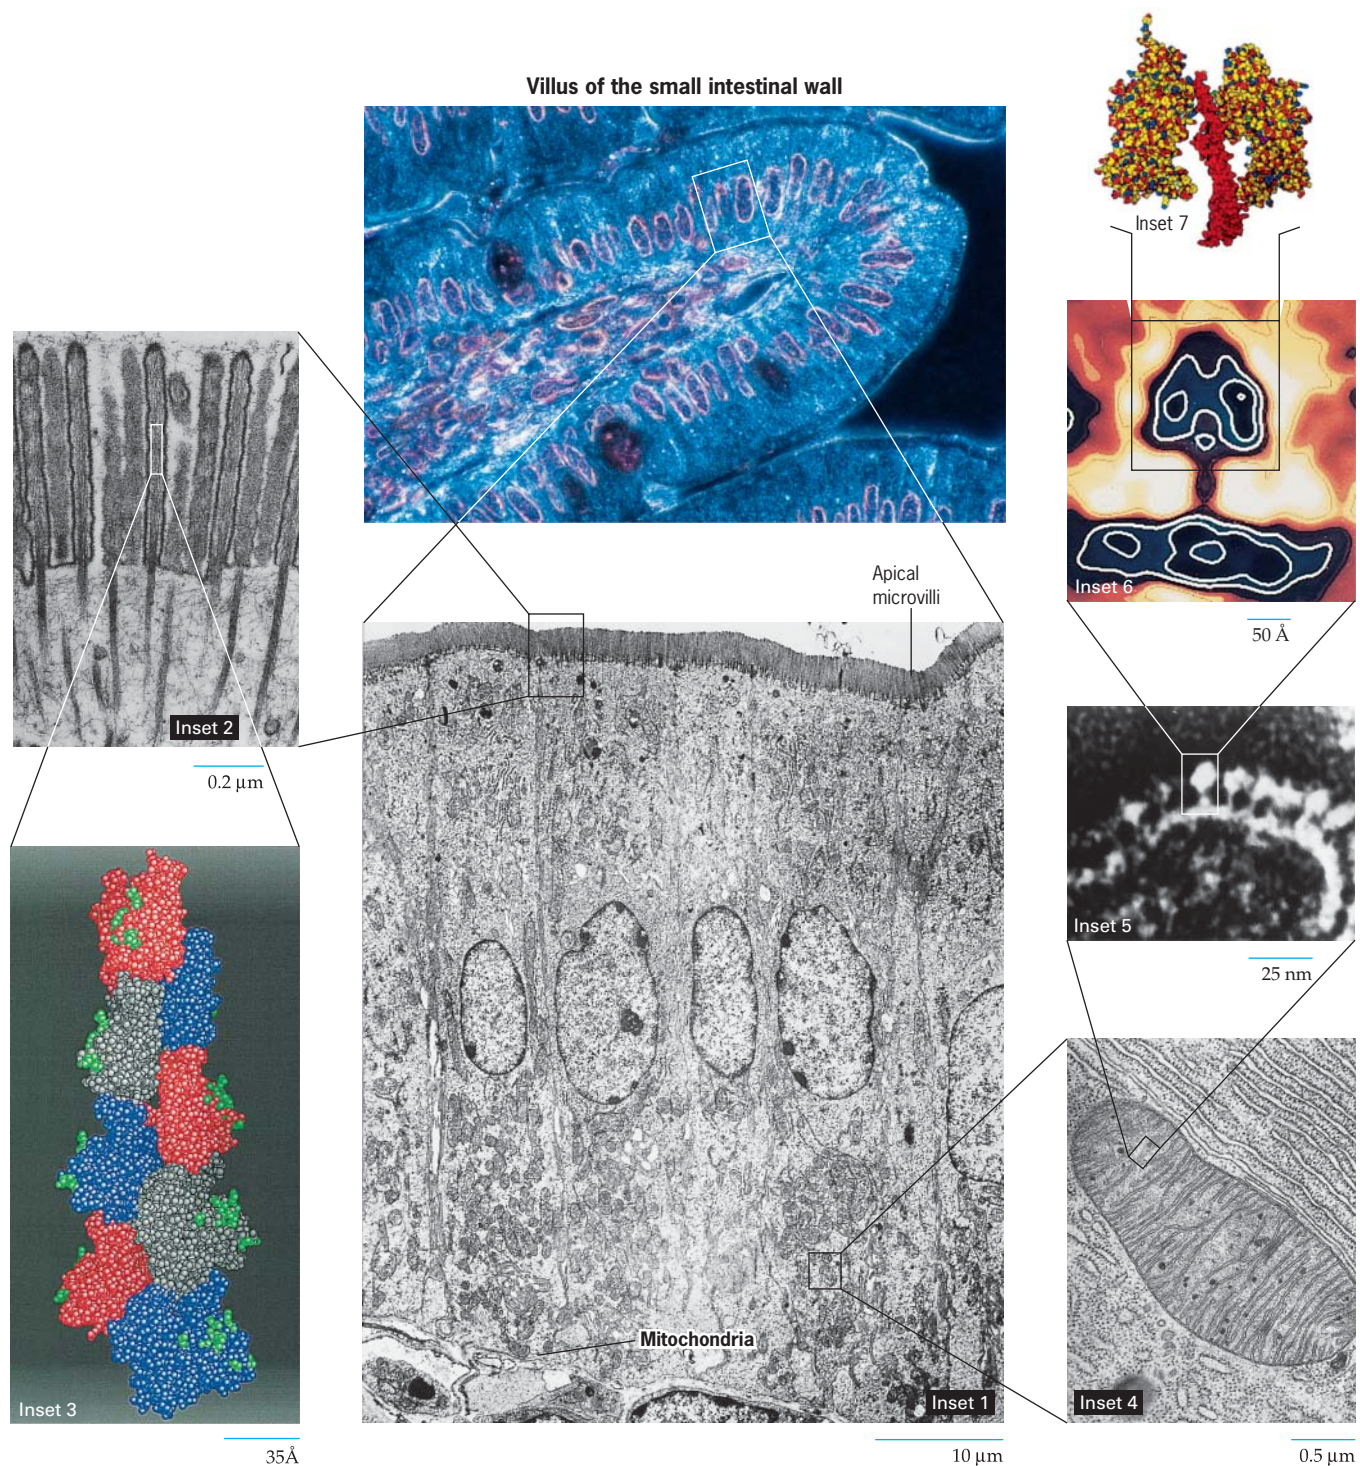 Villus of the small intestinal wall
Inset 7
Inset 6
50 Å
Apical
microvilli
Inset 2
0.2 µm
Inset 5
25 nm
Mitochondria
Inset 3
Inset 1
Inset 4
35Å
10 µm
0.5 µm